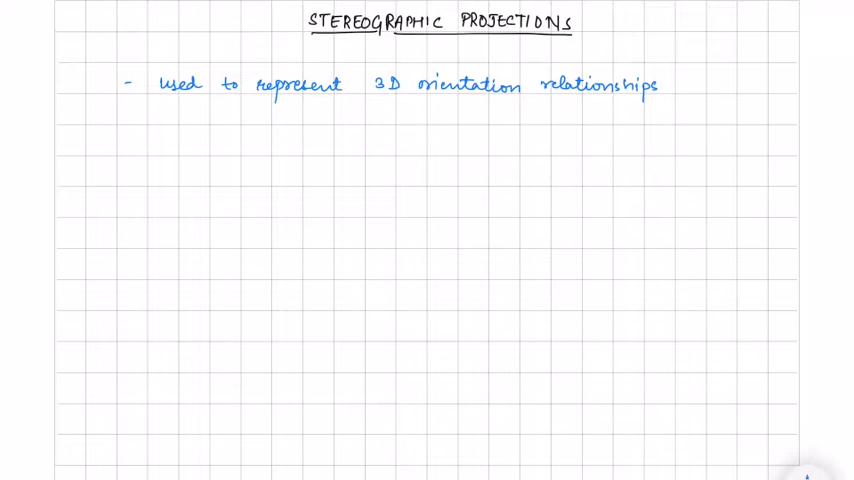 STEREOGRAPHIC PROJECTIONS
- used to represent 3D orientation relationships